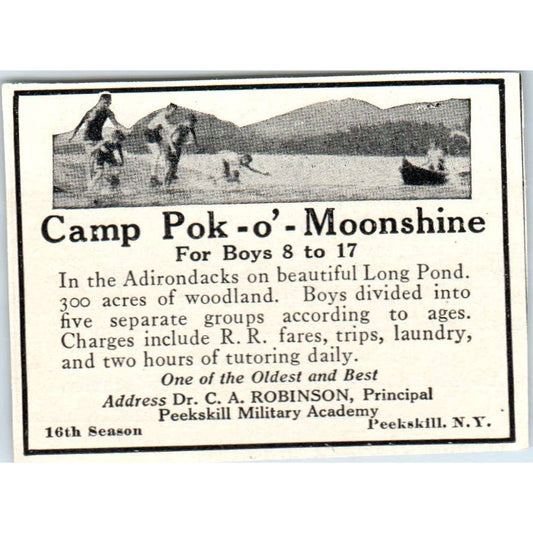 Camp Pok-o'-Moonshine
For Boys 8 to 17
In the Adirondacks on beautiful Long Pond.
300 acres of woodland. Boys divided into
five separate groups according to ages.
Charges include R. R. fares, trips, laundry,
and two hours of tutoring daily.
One of the Oldest and Best
Address Dr. C. A. ROBINSON, Principal
Peekskill Military Academy
16th Season Peekskill. N.Y.